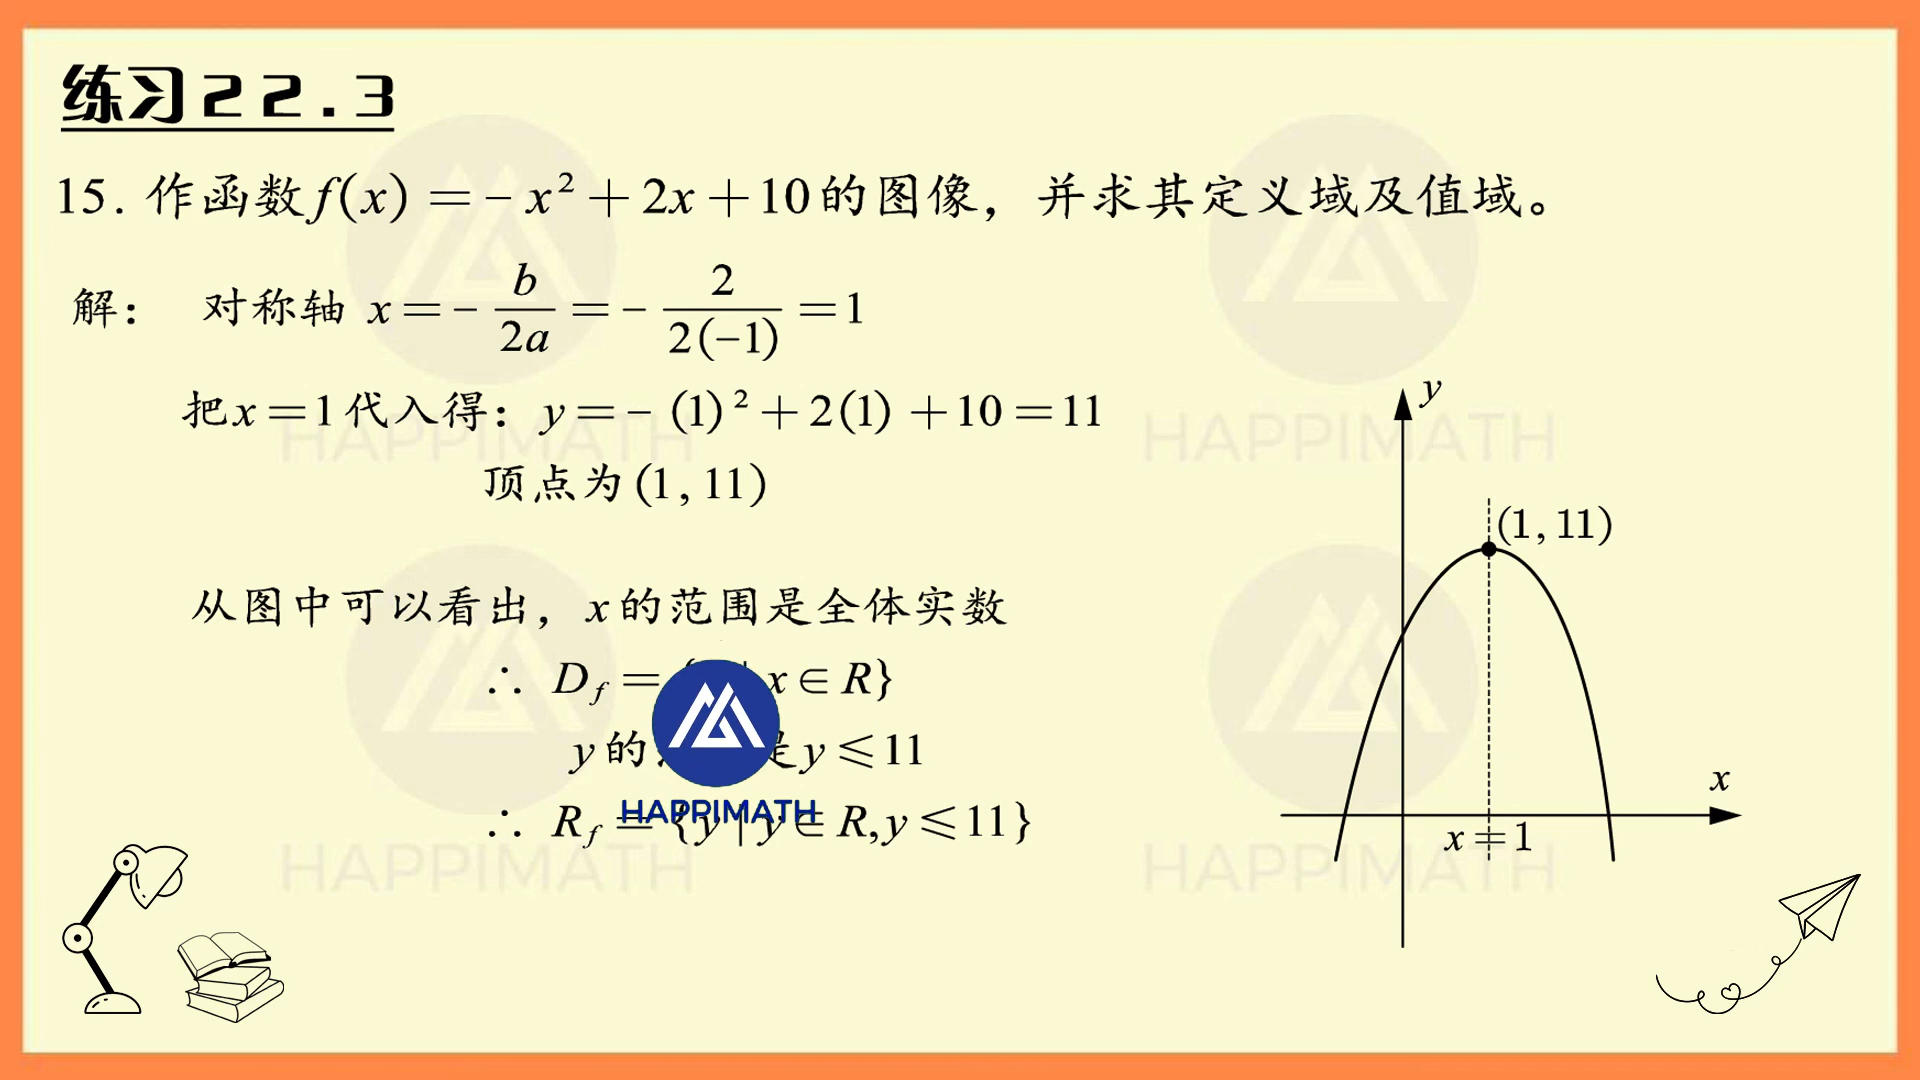 练习22.3
15. 作函数f(x) = - x² + 2x + 10的图像，并求其定义域及值域。
解： 对称轴 x = - b/2a = - 2/2(-1) = 1
把x = 1代入得：y = - (1)² + 2(1) + 10 = 11
顶点为(1, 11)
从图中可以看出，x的范围是全体实数
∴ D_f = x ∈ R}
y的 是y ≤ 11
∴ R_f = {y | y ∈ R, y ≤ 11}
HAPPIMATH
y
(1, 11)
x
x = 1
HAPPIMATH
HAPPIMATH
HAPPIMATH
HAPPIMATH